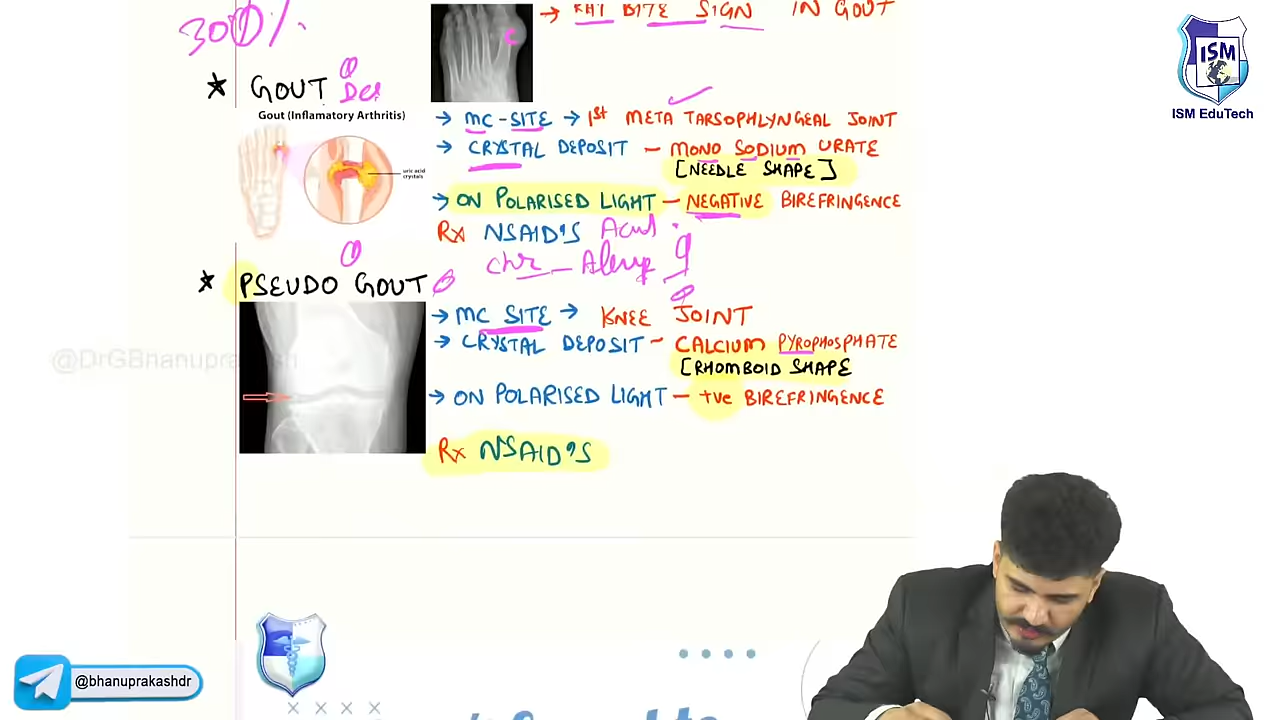 300%
→ RAT BITE SIGN IN GOUT
ISM
ISM EduTech
★ GOUT
Gout (Inflamatory Arthritis)
uric acid
crystals
→ MC - SITE → 1st META TARSOPHLYNGEAL JOINT
→ CRYSTAL DEPOSIT - MONO SODIUM URATE
[NEEDLE SHAPE]
→ ON POLARISED LIGHT - NEGATIVE BIREFRINGENCE
Rx NSAID'S
★ PSEUDO GOUT
→ MC SITE → KNEE JOINT
→ CRYSTAL DEPOSIT - CALCIUM PYROPHOSPHATE
[RHOMBOID SHAPE
→ ON POLARISED LIGHT - +ve BIREFRINGENCE
Rx NSAID'S
@DrGBhanuprakash
@bhanuprakashdr